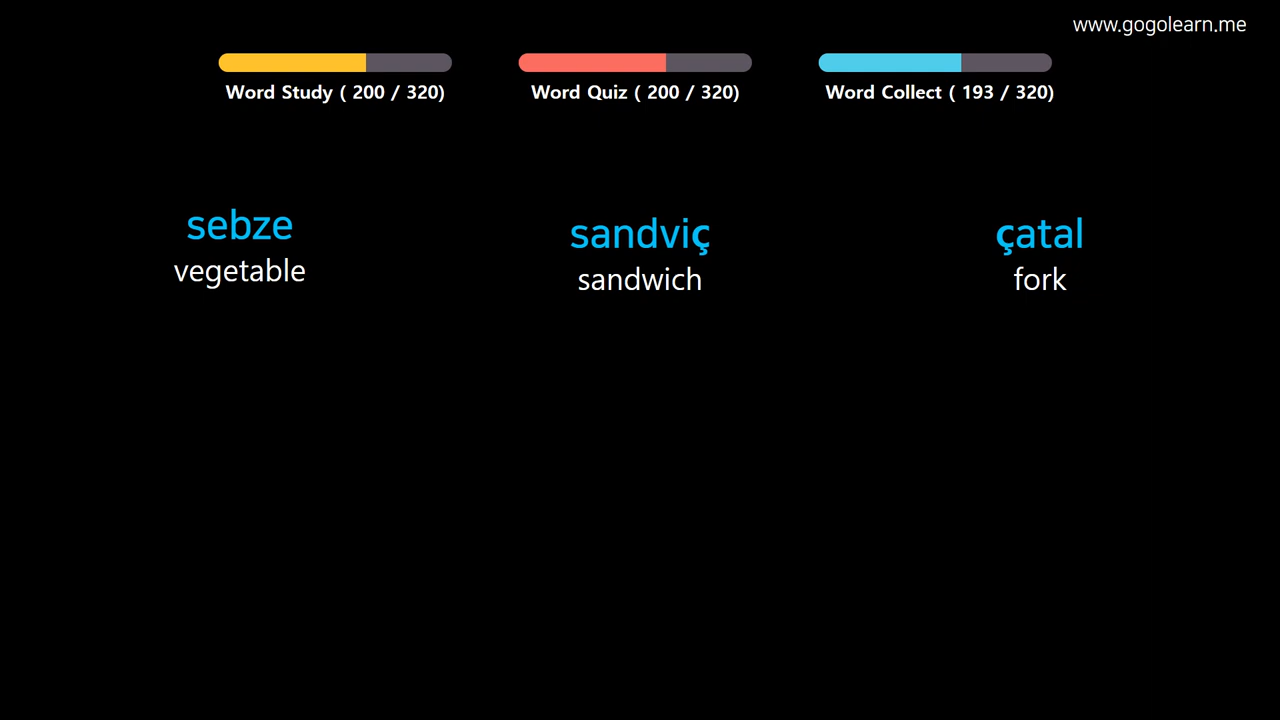 www.gogolearn.me
Word Study ( 200 / 320)
Word Quiz ( 200 / 320)
Word Collect ( 193 / 320)
sebze
vegetable
sandviç
sandwich
çatal
fork